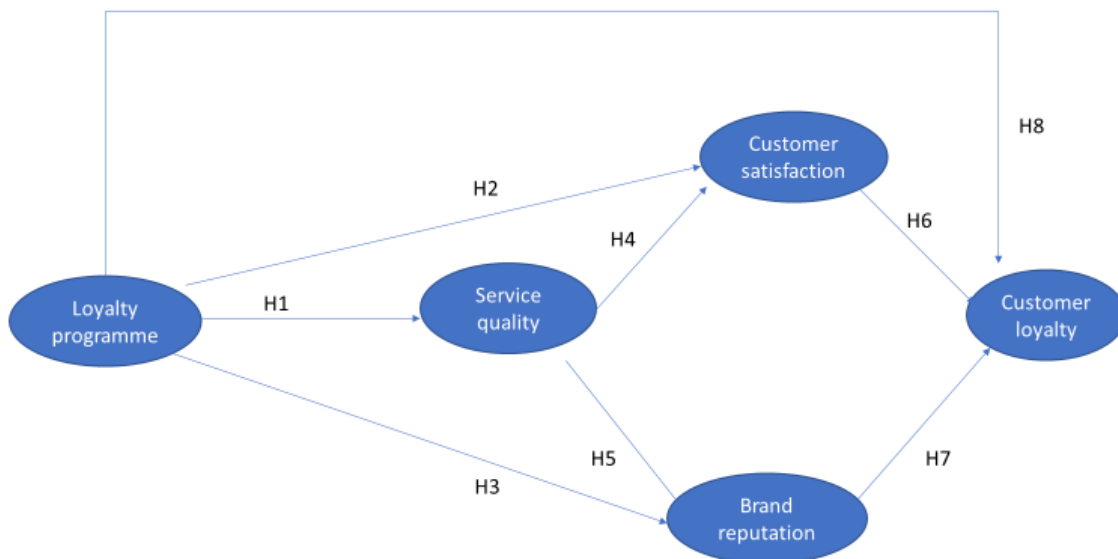 H8
Customer
satisfaction
H2
H6
H4
Service
quality
Loyalty
programme
H1
Customer
loyalty
H5
H7
H3
Brand
reputation